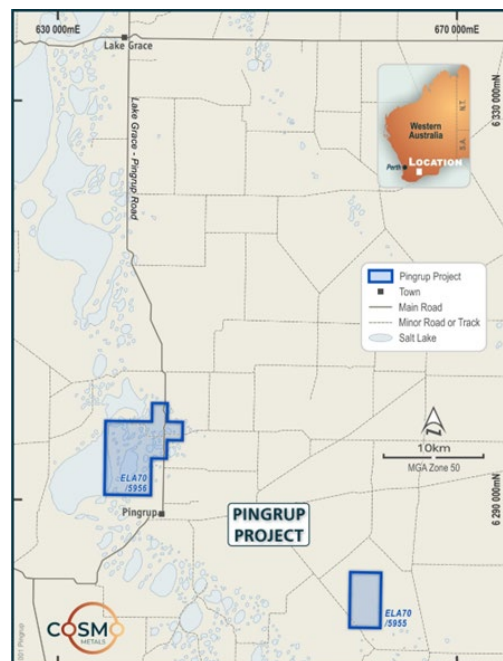 630 000mE
670 000mE
Lake Grace
Lake Grace - Pingrup Road
6 330 000mN
Western
Australia
N.T.
S.A.
Perth
LOCATION
Pingrup Project
Town
Main Road
Minor Road or Track
Salt Lake
10km
MGA Zone 50
ELA70
/5956
Pingrup
6 290 000mN
PINGRUP
PROJECT
ELA70
/5955
COSMO
METALS
301 Pingrup